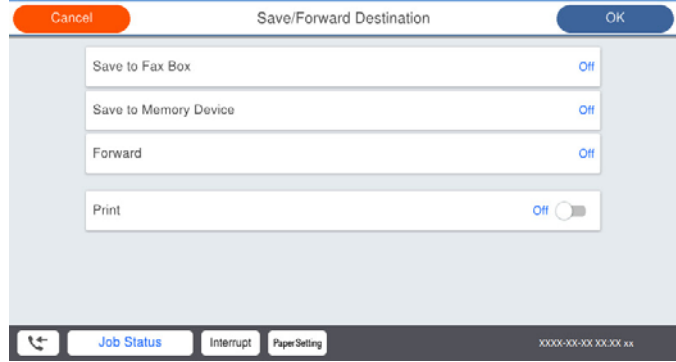 Cancel Save/Forward Destination OK
Save to Fax Box Off
Save to Memory Device Off
Forward Off
Print Off
Job Status Interrupt Paper Setting XXXX-XX-XX XX:XX xx